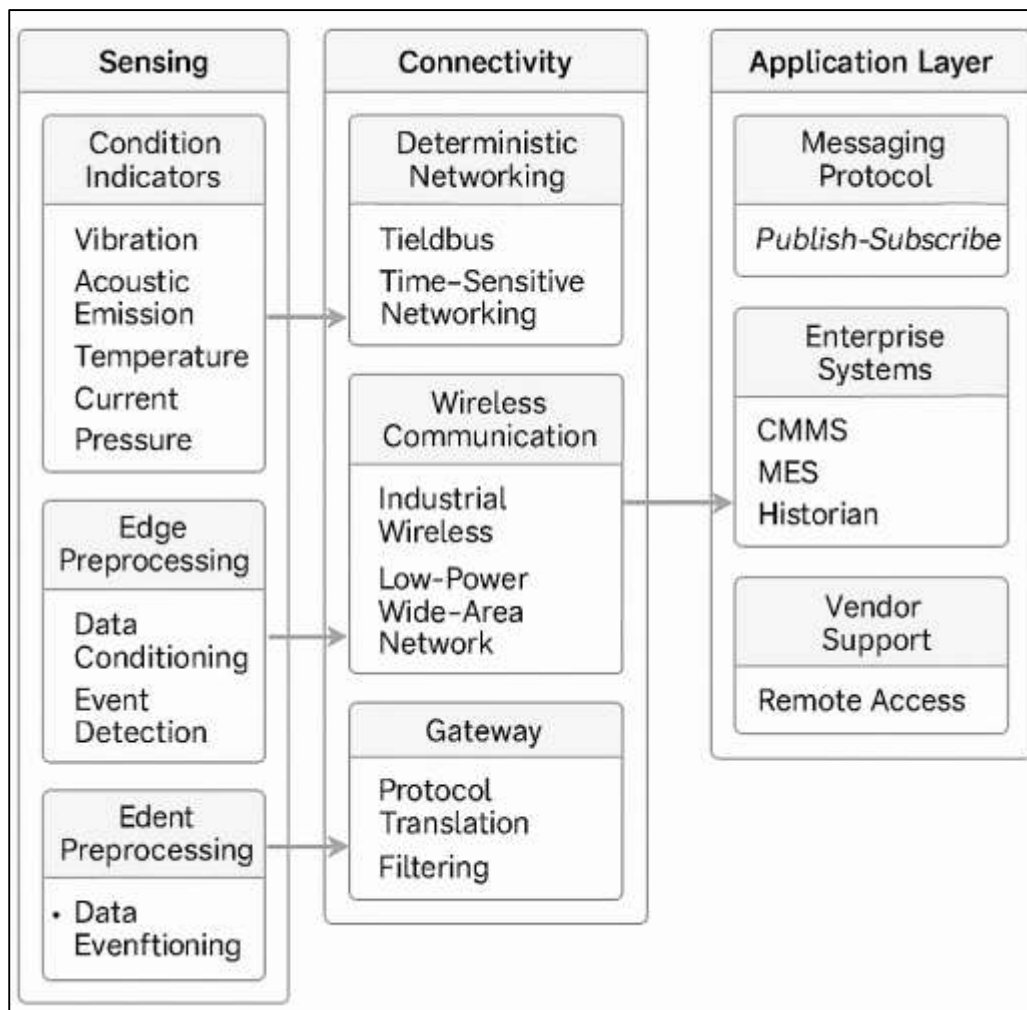 Sensing
Condition
Indicators
Vibration
Acoustic
Emission
Temperature
Current
Pressure
Edge
Preprocessing
Data
Conditioning
Event
Detection
Edent
Preprocessing
• Data
Evenftioning
Connectivity
Deterministic
Networking
Tieldbus
Time-Sensitive
Networking
Wireless
Communication
Industrial
Wireless
Low-Power
Wide-Area
Network
Gateway
Protocol
Translation
Filtering
Application Layer
Messaging
Protocol
Publish-Subscribe
Enterprise
Systems
CMMS
MES
Historian
Vendor
Support
Remote Access